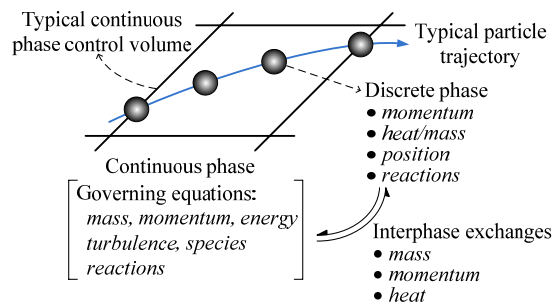 Typical continuous
phase control volume
Typical particle
trajectory
Discrete phase
● momentum
● heat/mass
● position
● reactions
Continuous phase
Governing equations:
mass, momentum, energy
turbulence, species
reactions
Interphase exchanges
● mass
● momentum
● heat